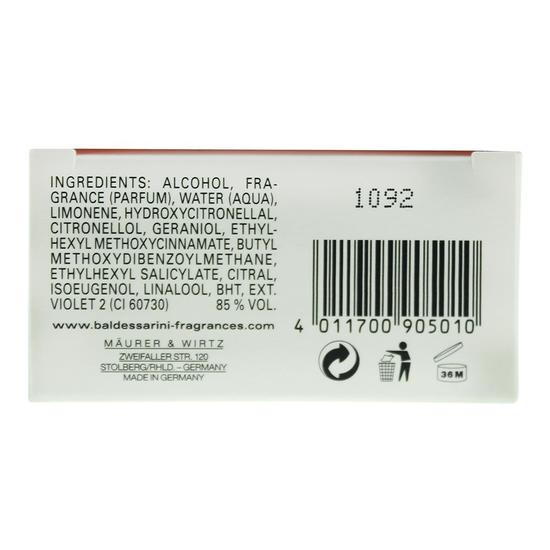 INGREDIENTS: ALCOHOL, FRA-
GRANCE (PARFUM), WATER (AQUA),
LIMONENE, HYDROXYCITRONELLAL,
CITRONELLOL, GERANIOL, ETHYL-
HEXYL METHOXYCINNAMATE, BUTYL
METHOXYDIBENZOYLMETHANE,
ETHYLHEXYL SALICYLATE, CITRAL,
ISOEUGENOL, LINALOOL, BHT, EXT.
VIOLET 2 (CI 60730) 85 % VOL.
www.baldessarini-fragrances.com
MÄURER & WIRTZ
ZWEIFALLER STR. 120
STOLBERG/RHLD. – GERMANY
MADE IN GERMANY
1092
4 011700 905010
36 M